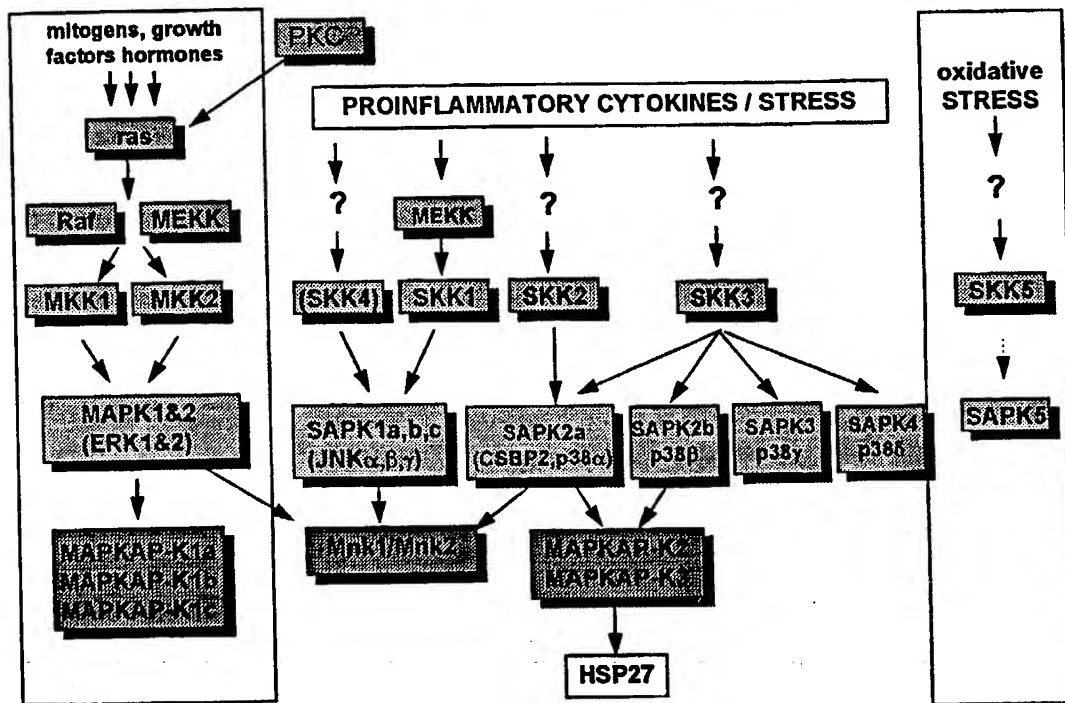 mitogens, growth
factors hormones
PKC
ras
Raf
MEKK
MKK1
MKK2
MAPK1&2
(ERK1&2)
MAPKAP-K1a
MAPKAP-K1b
MAPKAP-K1c
PROINFLAMMATORY CYTOKINES / STRESS
?
MEKK
?
?
(SKK4)
SKK1
SKK2
SKK3
SAPK1a,b,c
(JNKα,β,γ)
SAPK2a
(CSBP2,p38α)
SAPK2b
p38β
SAPK3
p38γ
SAPK4
p38δ
Mnk1/Mnk2
MAPKAP-K2
MAPKAP-K3
HSP27
oxidative
STRESS
?
SKK5
SAPK5